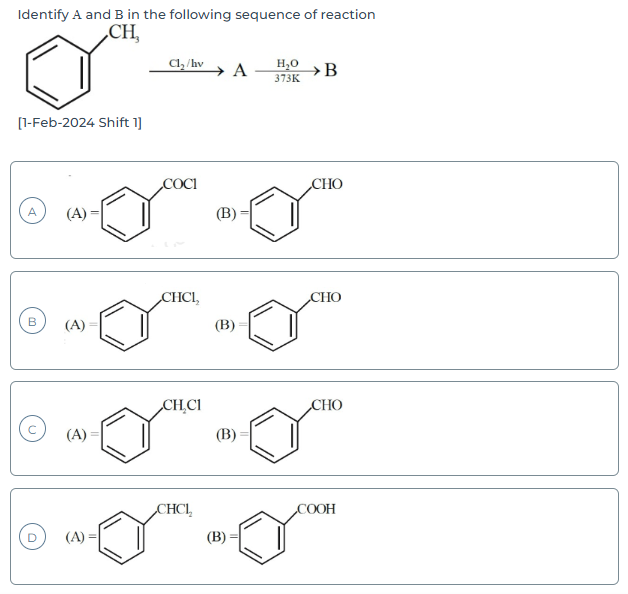 Identify A and B in the following sequence of reaction
CH₃
Cl₂/hv A H₂O 373K B
[1-Feb-2024 Shift 1]
A (A) = COCl (B) = CHO
B (A) = CHCl₂ (B) = CHO
C (A) = CH₂Cl (B) = CHO
D (A) = CHCl₂ (B) = COOH